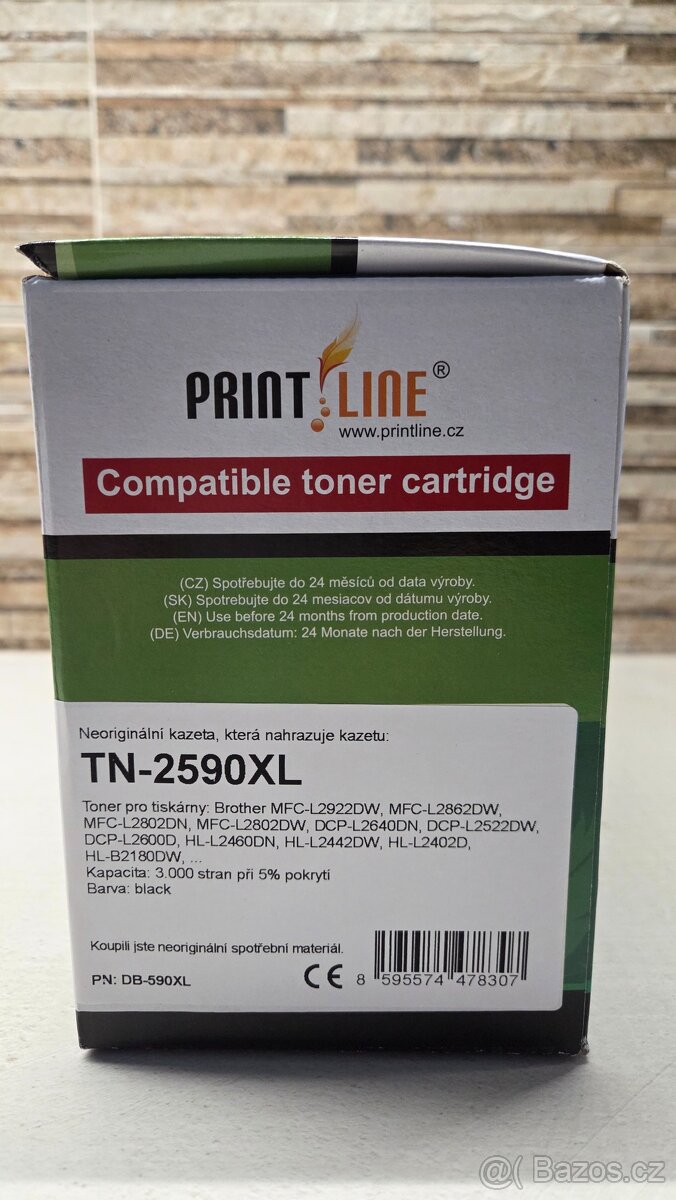 PRINT LINE ®
www.printline.cz
Compatible toner cartridge
(CZ) Spotřebujte do 24 měsíců od data výroby.
(SK) Spotrebujte do 24 mesiacov od dátumu výroby.
(EN) Use before 24 months from production date.
(DE) Verbrauchsdatum: 24 Monate nach der Herstellung.
Neoriginální kazeta, která nahrazuje kazetu:
TN-2590XL
Toner pro tiskárny: Brother MFC-L2922DW, MFC-L2862DW,
MFC-L2802DN, MFC-L2802DW, DCP-L2640DN, DCP-L2522DW,
DCP-L2600D, HL-L2460DN, HL-L2442DW, HL-L2402D,
HL-B2180DW, ...
Kapacita: 3.000 stran při 5% pokrytí
Barva: black
Koupili jste neoriginální spotřební materiál.
PN: DB-590XL
CE
8 595574 478307
@( Bazos.cz